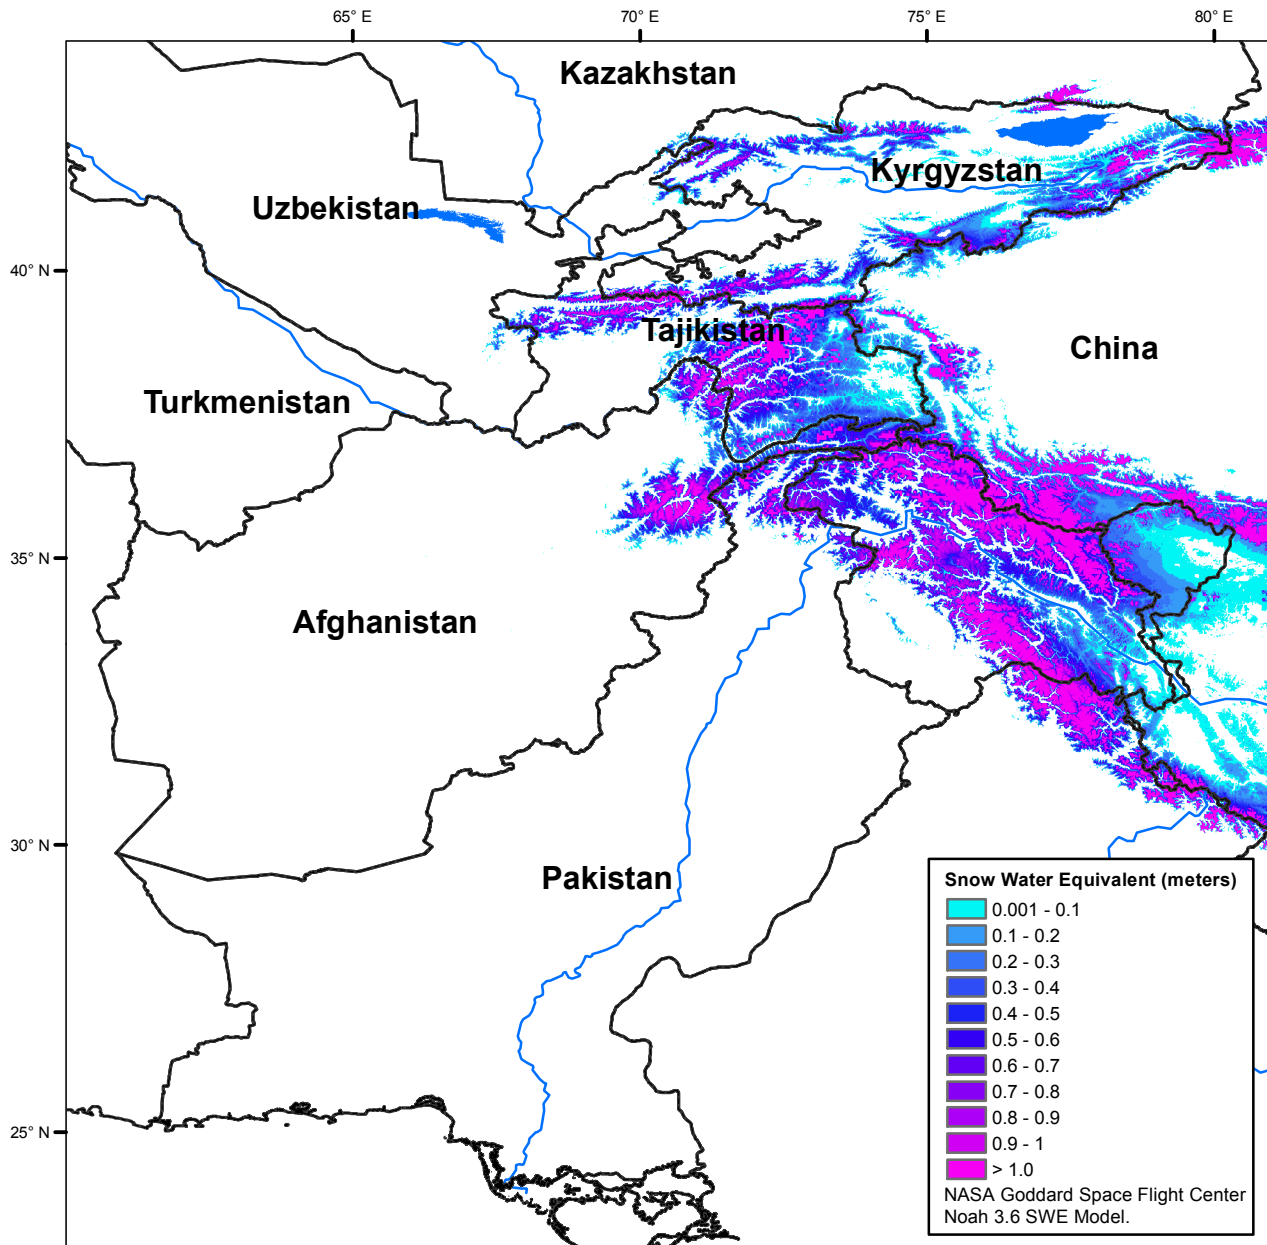 65° E
70° E
75° E
80° E
Kazakhstan
Kyrgyzstan
Uzbekistan
40° N
Tajikistan
China
Turkmenistan
35° N
Afghanistan
30° N
Pakistan
25° N
Snow Water Equivalent (meters)
0.001 - 0.1
0.1 - 0.2
0.2 - 0.3
0.3 - 0.4
0.4 - 0.5
0.5 - 0.6
0.6 - 0.7
0.7 - 0.8
0.8 - 0.9
0.9 - 1
> 1.0
NASA Goddard Space Flight Center
Noah 3.6 SWE Model.